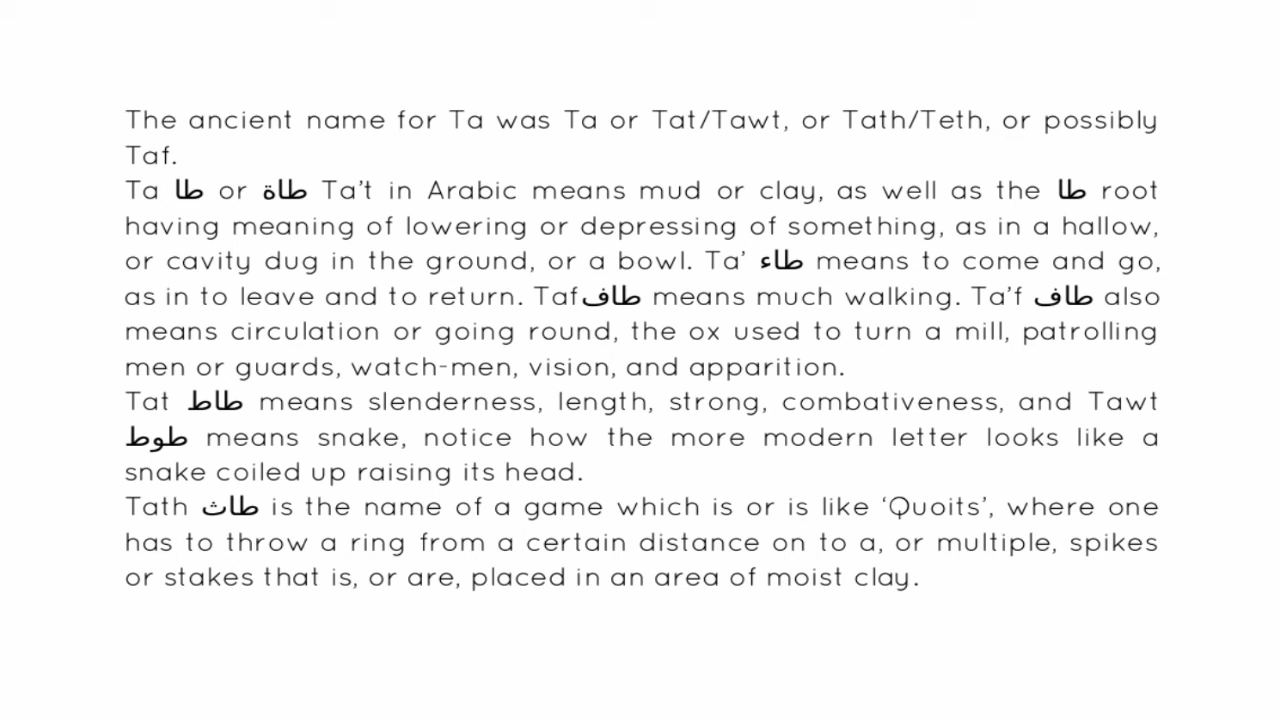 The ancient name for Ta was Ta or Tat/Tawt, or Tath/Teth, or possibly
Taf.
Ta طا or طاة Ta't in Arabic means mud or clay, as well as the طا root
having meaning of lowering or depressing of something, as in a hallow,
or cavity dug in the ground, or a bowl. Ta' طاء means to come and go,
as in to leave and to return. Tafطاف means much walking. Ta'f طاف also
means circulation or going round, the ox used to turn a mill, patrolling
men or guards, watch-men, vision, and apparition.
Tat طاط means slenderness, length, strong, combativeness, and Tawt
طوط means snake, notice how the more modern letter looks like a
snake coiled up raising its head.
Tath طاث is the name of a game which is or is like 'Quoits', where one
has to throw a ring from a certain distance on to a, or multiple, spikes
or stakes that is, or are, placed in an area of moist clay.